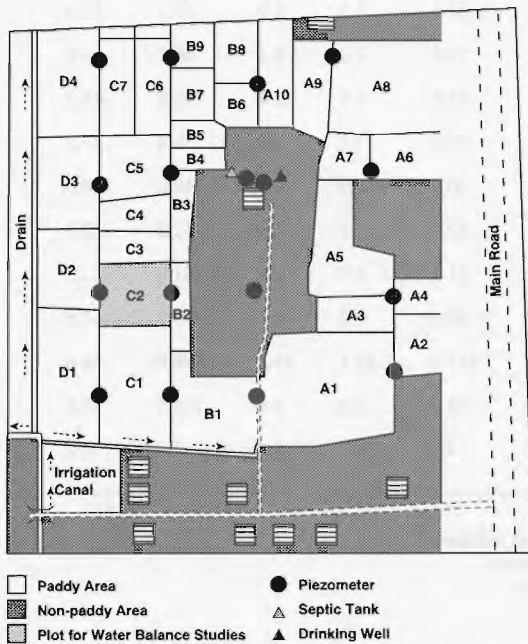 B9 B8
D4 C7 C6 A9 A8
B7 B6 A10
B5
C5 B4 A7 A6
D3
B3
C4
Drain
C3 A5
D2
C2 B2 A4
A3
Main Road
A2
D1 C1 B1 A1
Irrigation
Canal
Paddy Area
Non-paddy Area
Plot for Water Balance Studies
Piezometer
Septic Tank
Drinking Well